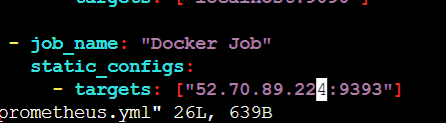 - job_name: "Docker Job"
static_configs:
- targets: ["52.70.89.224:9393"]
prometheus.yml" 26L, 639B